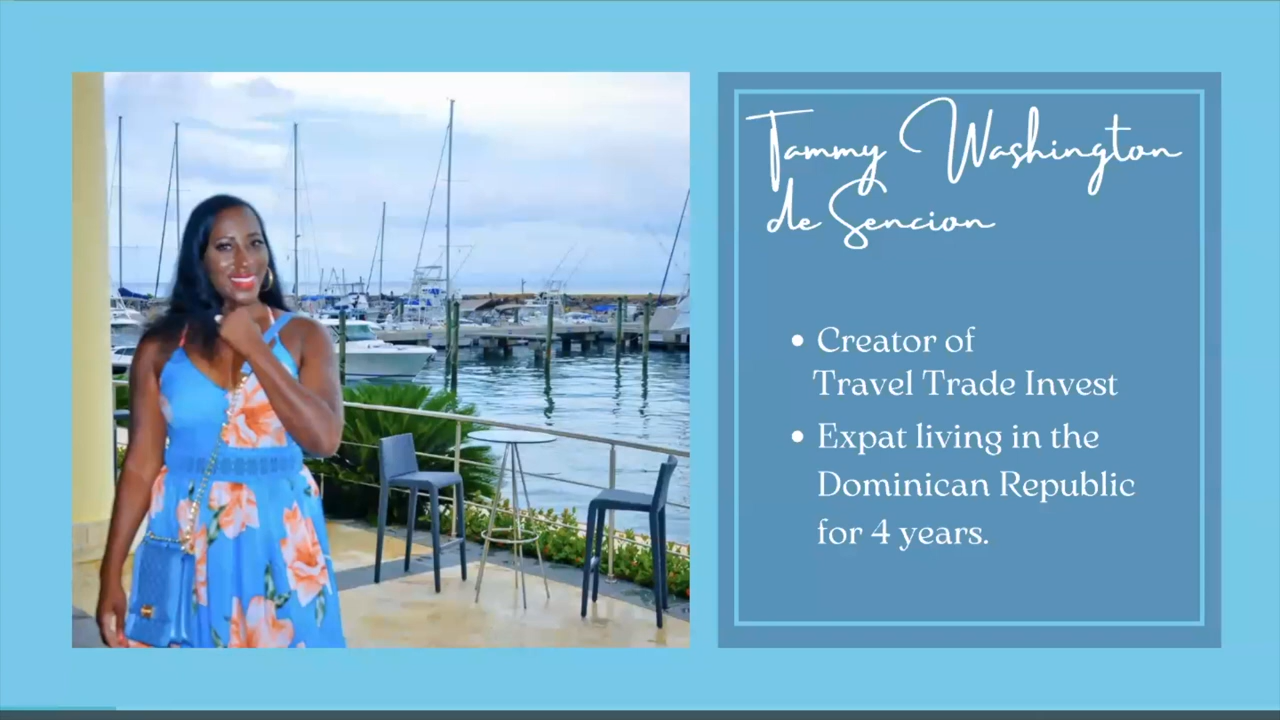 Tammy Washington
de Sencion
• Creator of
Travel Trade Invest
• Expat living in the
Dominican Republic
for 4 years.